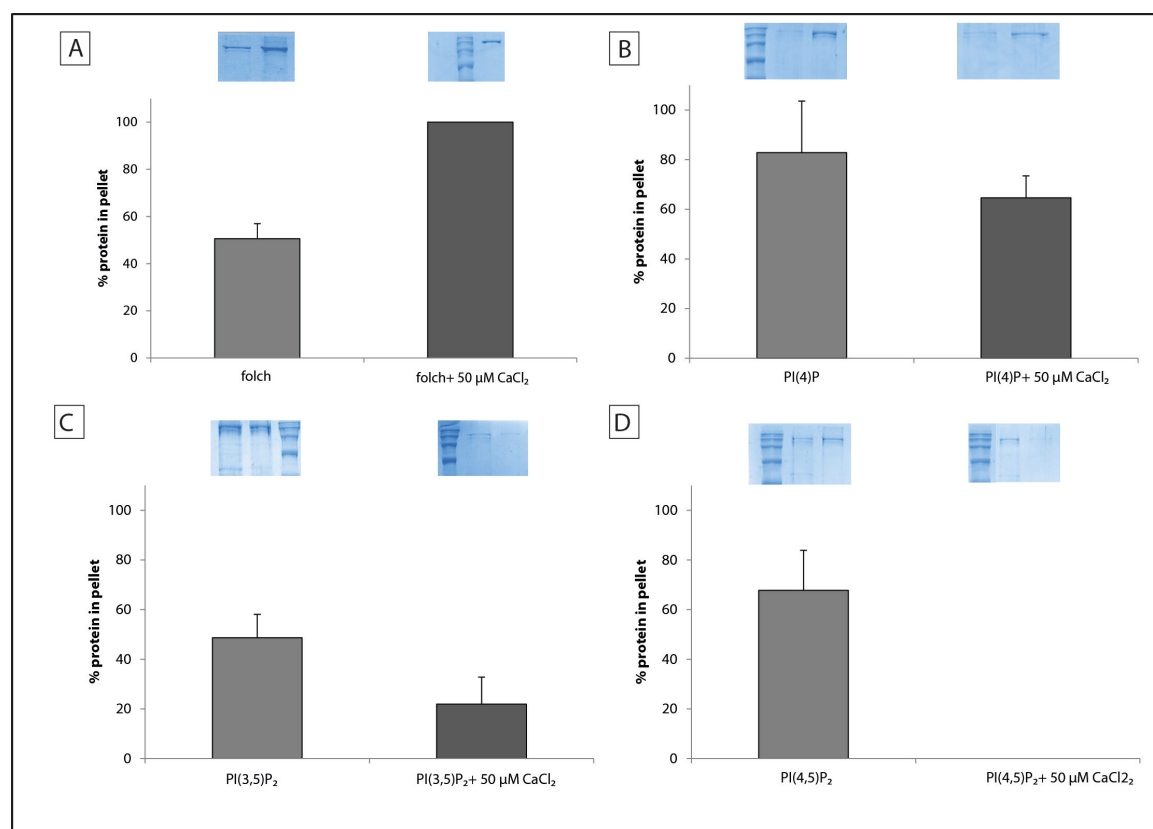 A
% protein in pellet
100
80
60
40
20
0
folch
folch+ 50 µM CaCl₂
B
% protein in pellet
100
80
60
40
20
0
PI(4)P
PI(4)P+ 50 µM CaCl₂
C
% protein in pellet
100
80
60
40
20
0
PI(3,5)P₂
PI(3,5)P₂+ 50 µM CaCl₂
D
% protein in pellet
100
80
60
40
20
0
PI(4,5)P₂
PI(4,5)P₂+ 50 µM CaCl2₂